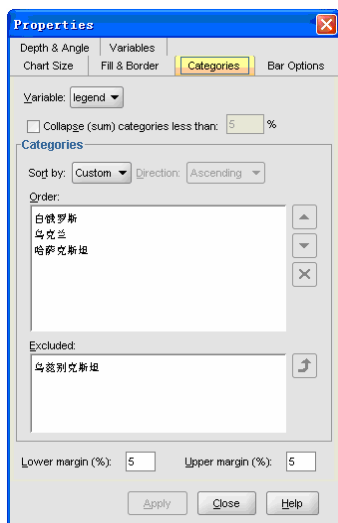 Properties
Depth & Angle Variables
Chart Size Fill & Border Categories Bar Options
Variable: legend
Collapse (sum) categories less than: 5 %
Categories
Sort by: Custom Direction: Ascending
Order:
白俄罗斯
乌克兰
哈萨克斯坦
Excluded:
乌兹别克斯坦
Lower margin (%): 5 Upper margin (%): 5
Apply Close Help